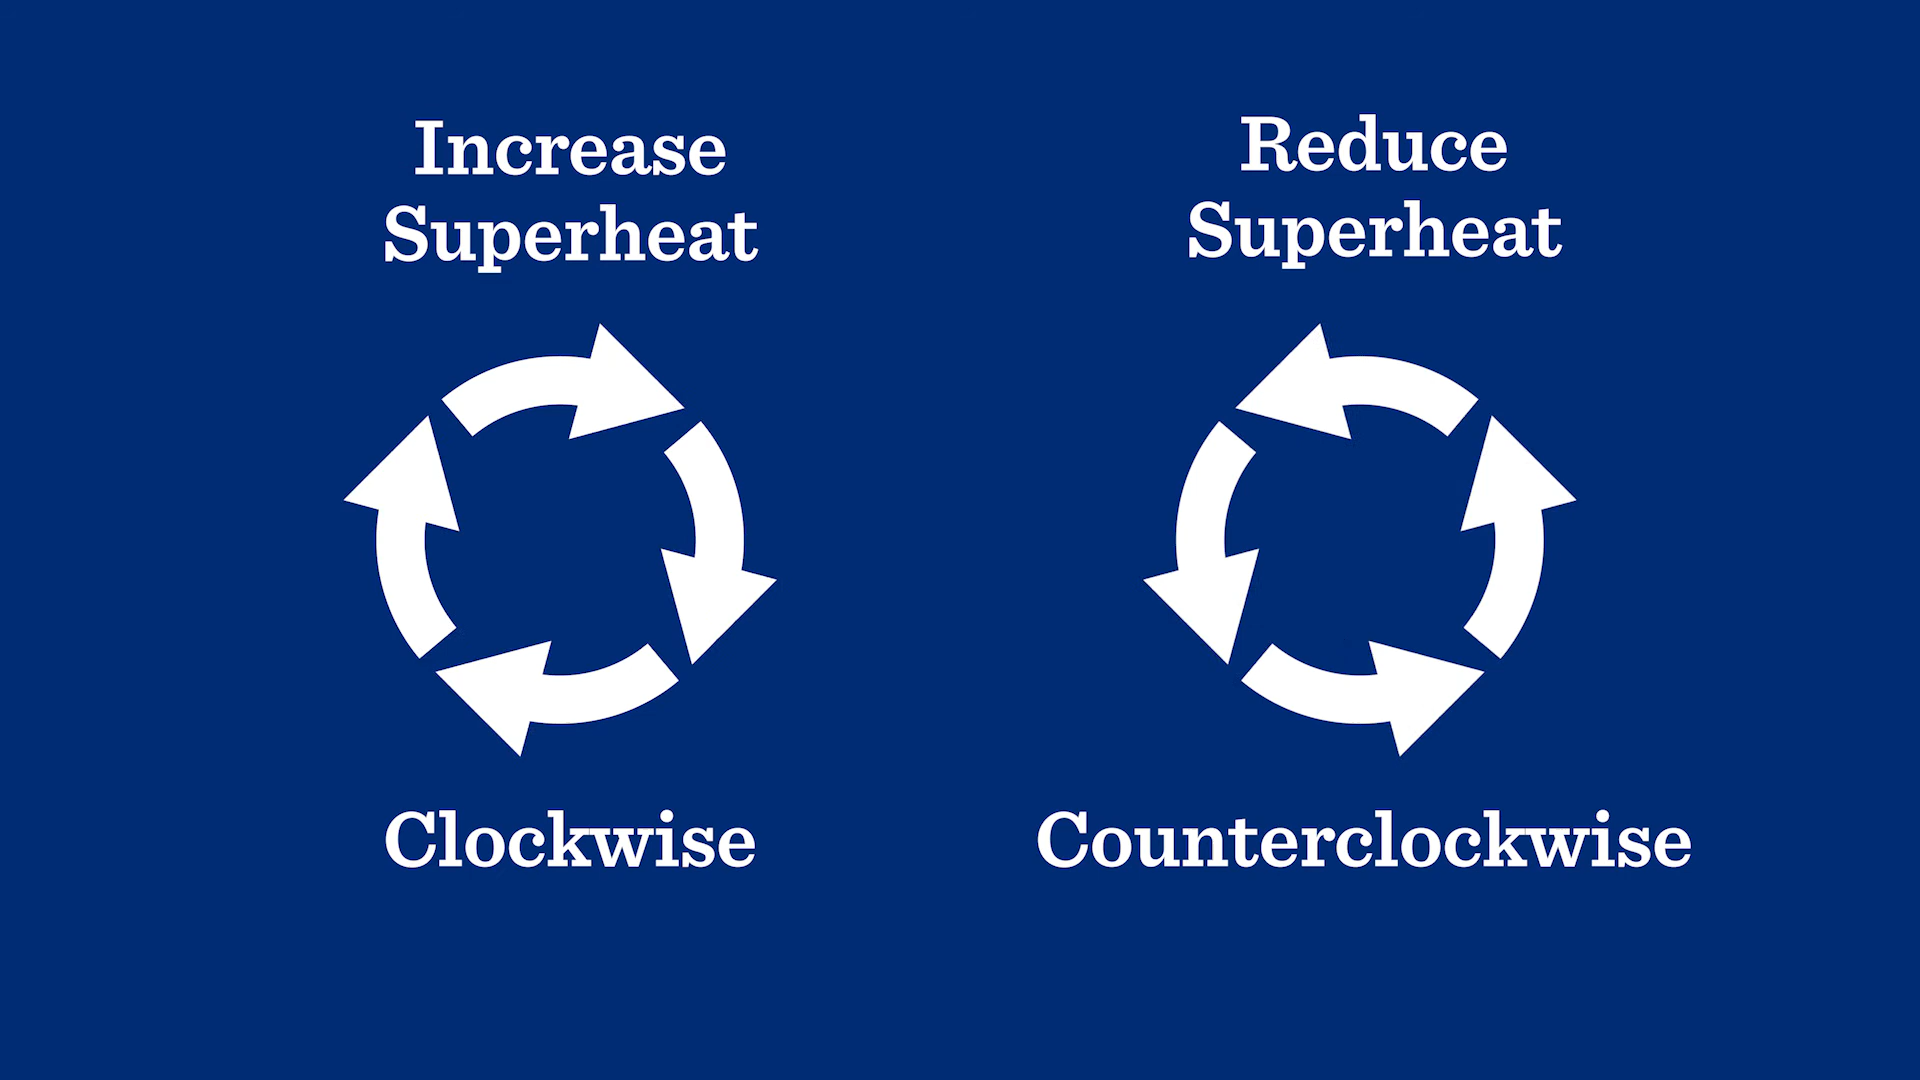 Increase
Superheat
Clockwise
Reduce
Superheat
Counterclockwise